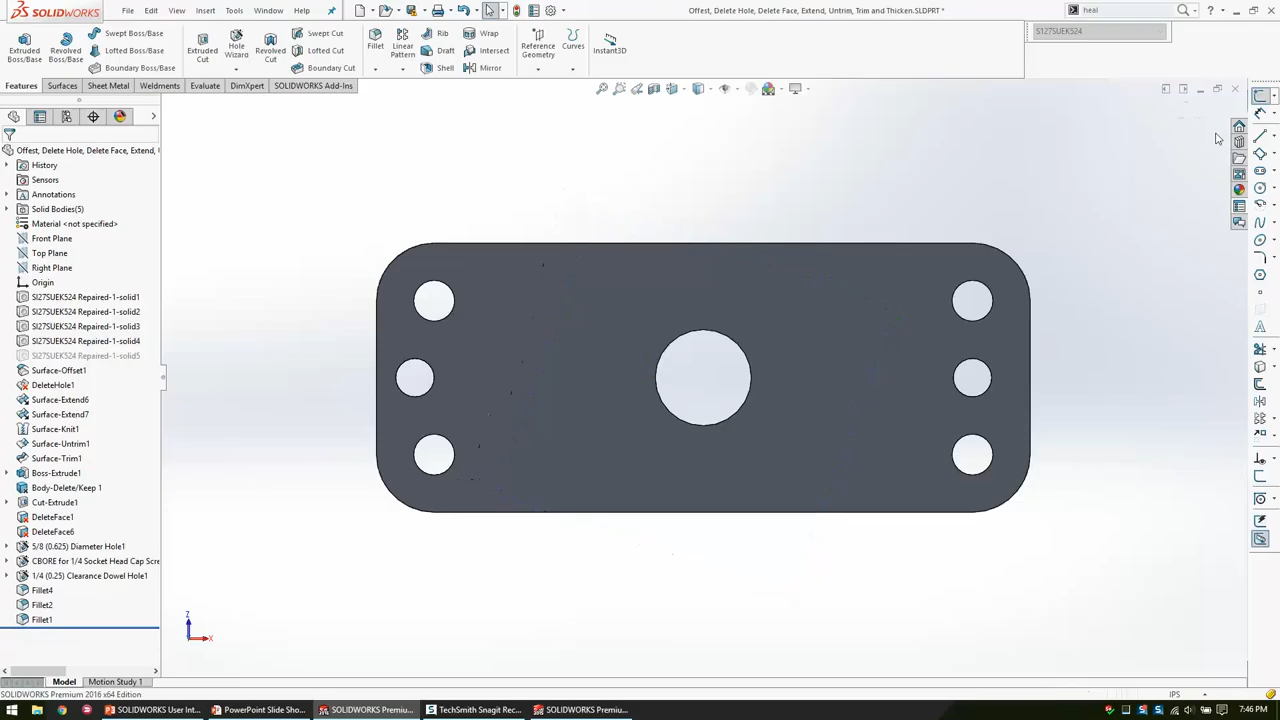 SOLIDWORKS
File
Edit
View
Insert
Tools
Window
Help
Offest, Delete Hole, Delete Face, Extend, Untrim, Trim and Thicken.SLDPRT *
heal
S127SUEK524
Extruded
Boss/Base
Revolved
Boss/Base
Swept Boss/Base
Lofted Boss/Base
Boundary Boss/Base
Extruded
Cut
Hole
Wizard
Revolved
Cut
Swept Cut
Lofted Cut
Boundary Cut
Fillet
Linear
Pattern
Rib
Draft
Shell
Wrap
Intersect
Mirror
Reference
Geometry
Curves
Instant3D
Features
Surfaces
Sheet Metal
Weldments
Evaluate
DimXpert
SOLIDWORKS Add-Ins
Offest, Delete Hole, Delete Face, Extend,
History
Sensors
Annotations
Solid Bodies(5)
Material <not specified>
Front Plane
Top Plane
Right Plane
Origin
SI27SUEK524 Repaired-1-solid1
SI27SUEK524 Repaired-1-solid2
SI27SUEK524 Repaired-1-solid3
SI27SUEK524 Repaired-1-solid4
SI27SUEK524 Repaired-1-solid5
Surface-Offset1
DeleteHole1
Surface-Extend6
Surface-Extend7
Surface-Knit1
Surface-Untrim1
Surface-Trim1
Boss-Extrude1
Body-Delete/Keep 1
Cut-Extrude1
DeleteFace1
DeleteFace6
5/8 (0.625) Diameter Hole1
CBORE for 1/4 Socket Head Cap Scre
1/4 (0.25) Clearance Dowel Hole1
Fillet4
Fillet2
Fillet1
Z
X
Model
Motion Study 1
SOLIDWORKS Premium 2016 x64 Edition
IPS
SOLIDWORKS User Int...
PowerPoint Slide Sho...
SOLIDWORKS Premiu...
TechSmith Snagit Rec...
SOLIDWORKS Premiu...
7:46 PM